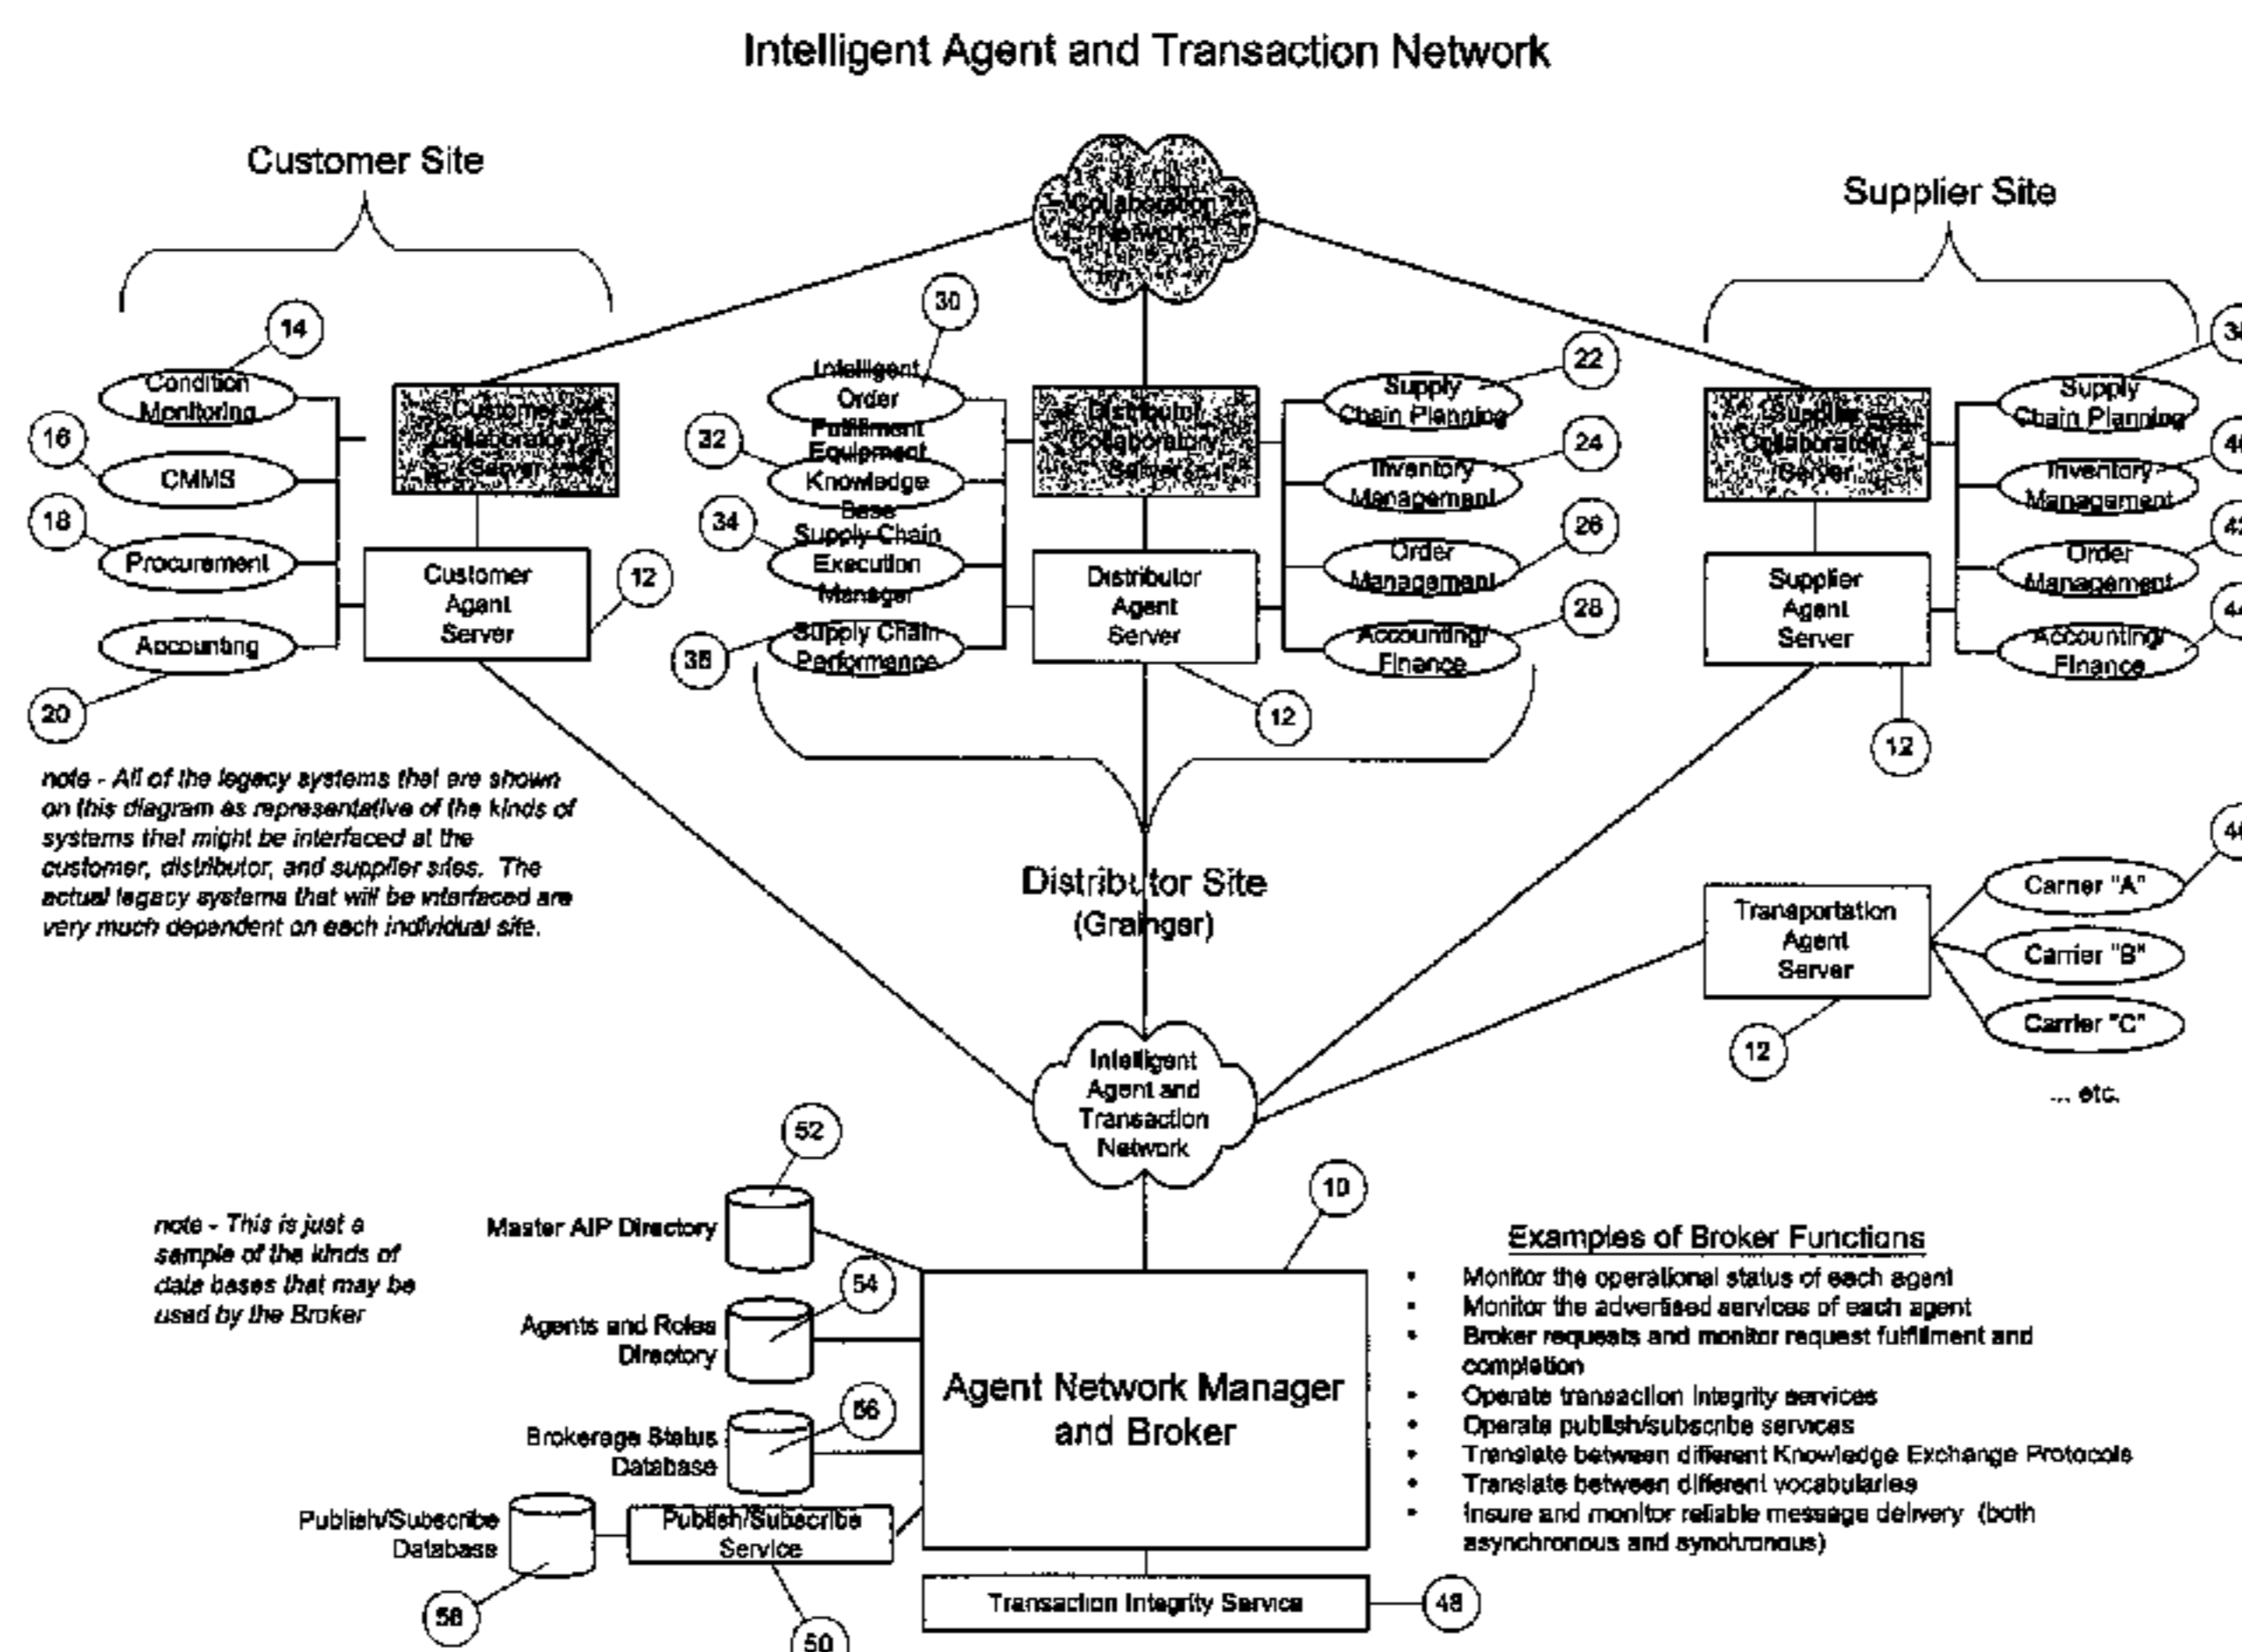 Intelligent Agent and Transaction Network
Customer Site
Supplier Site
Collaboration
Network
14
Condition
Monitoring
16
CMMS
18
Procurement
Accounting
20
Customer
Collaboratory
Server
Customer
Agent
Server
12
30
Intelligent
Order
Fulfillment
32
Equipment
Knowledge
Base
34
Supply Chain
Execution
Manager
Supply Chain
Performance
Distributor
Collaboratory
Server
Distributor
Agent
Server
12
22
Supply
Chain Planning
24
Inventory
Management
26
Order
Management
28
Accounting/
Finance
Supplier
Collaboratory
Server
Supplier
Agent
Server
12
Supply
Chain Planning
Inventory
Management
Order
Management
44
Accounting/
Finance
note - All of the legacy systems that are shown
on this diagram as representative of the kinds of
systems that might be interfaced at the
customer, distributor, and supplier sites. The
actual legacy systems that will be interfaced are
very much dependent on each individual site.
Distributor Site
(Grainger)
Transportation
Agent
Server
12
Carrier "A"
Carrier "B"
Carrier "C"
... etc.
Intelligent
Agent and
Transaction
Network
note - This is just a
sample of the kinds of
data bases that may be
used by the Broker
52
Master AIP Directory
54
Agents and Roles
Directory
56
Brokerage Status
Database
Publish/Subscribe
Database
58
Publish/Subscribe
Service
50
10
Agent Network Manager
and Broker
Transaction Integrity Service
48
Examples of Broker Functions
• Monitor the operational status of each agent
• Monitor the advertised services of each agent
• Broker requests and monitor request fulfillment and
completion
• Operate transaction integrity services
• Operate publish/subscribe services
• Translate between different Knowledge Exchange Protocols
• Translate between different vocabularies
• Insure and monitor reliable message delivery (both
asynchronous and synchronous)